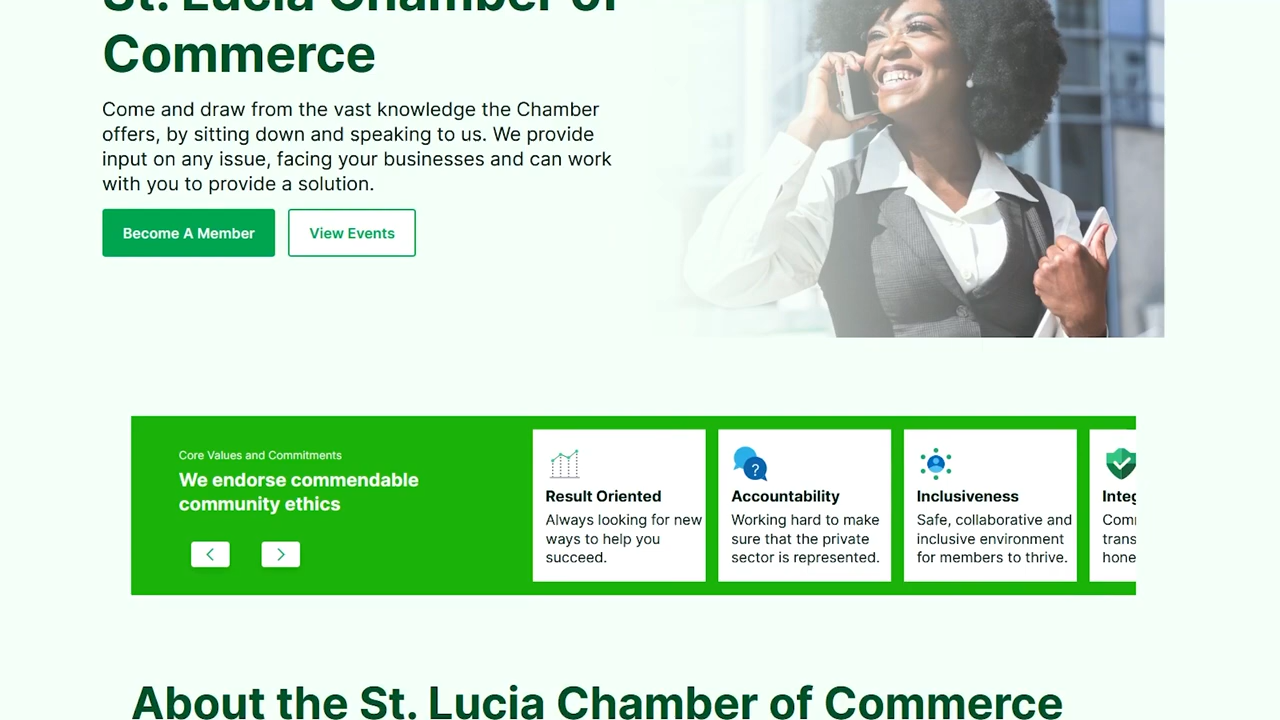 St. Lucia Chamber of
Commerce
Come and draw from the vast knowledge the Chamber
offers, by sitting down and speaking to us. We provide
input on any issue, facing your businesses and can work
with you to provide a solution.
Become A Member
View Events
Core Values and Commitments
We endorse commendable
community ethics
Result Oriented
Always looking for new
ways to help you
succeed.
?
Accountability
Working hard to make
sure that the private
sector is represented.
Inclusiveness
Safe, collaborative and
inclusive environment
for members to thrive.
About the St. Lucia Chamber of Commerce